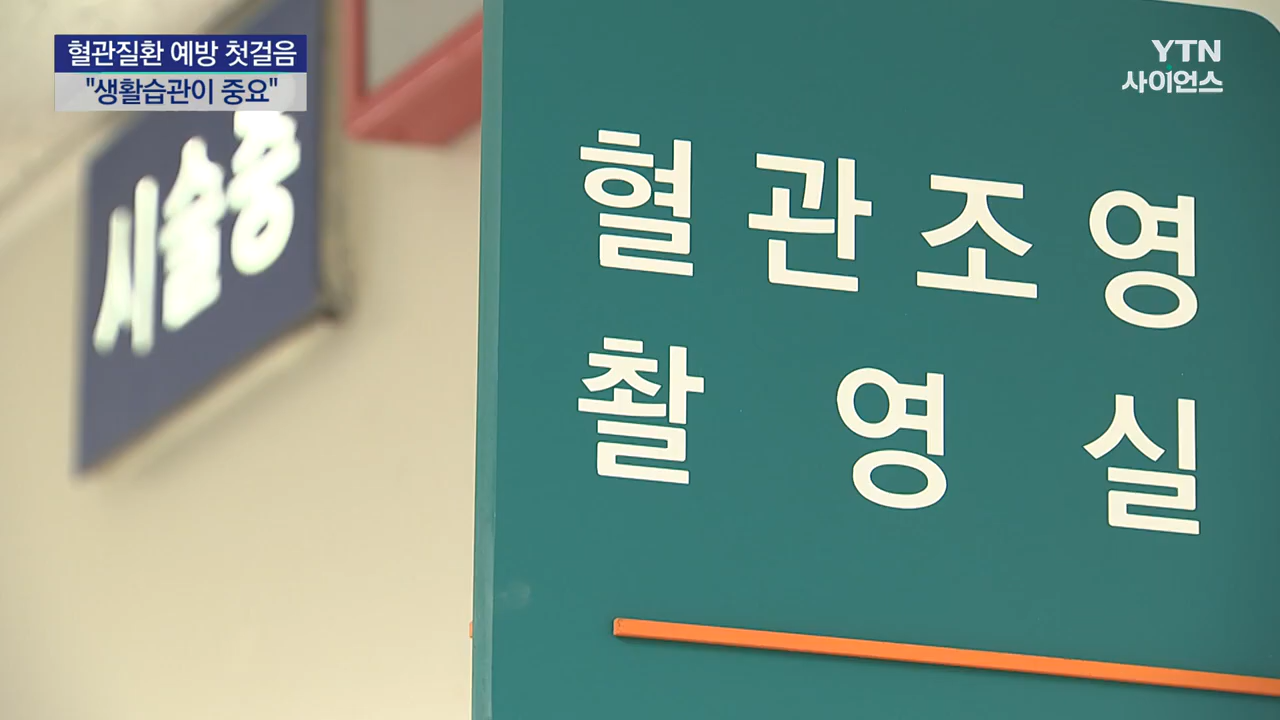 혈관질환 예방 첫걸음
"생활습관이 중요"
YTN
사이언스
시술중
혈관조영
촬영실